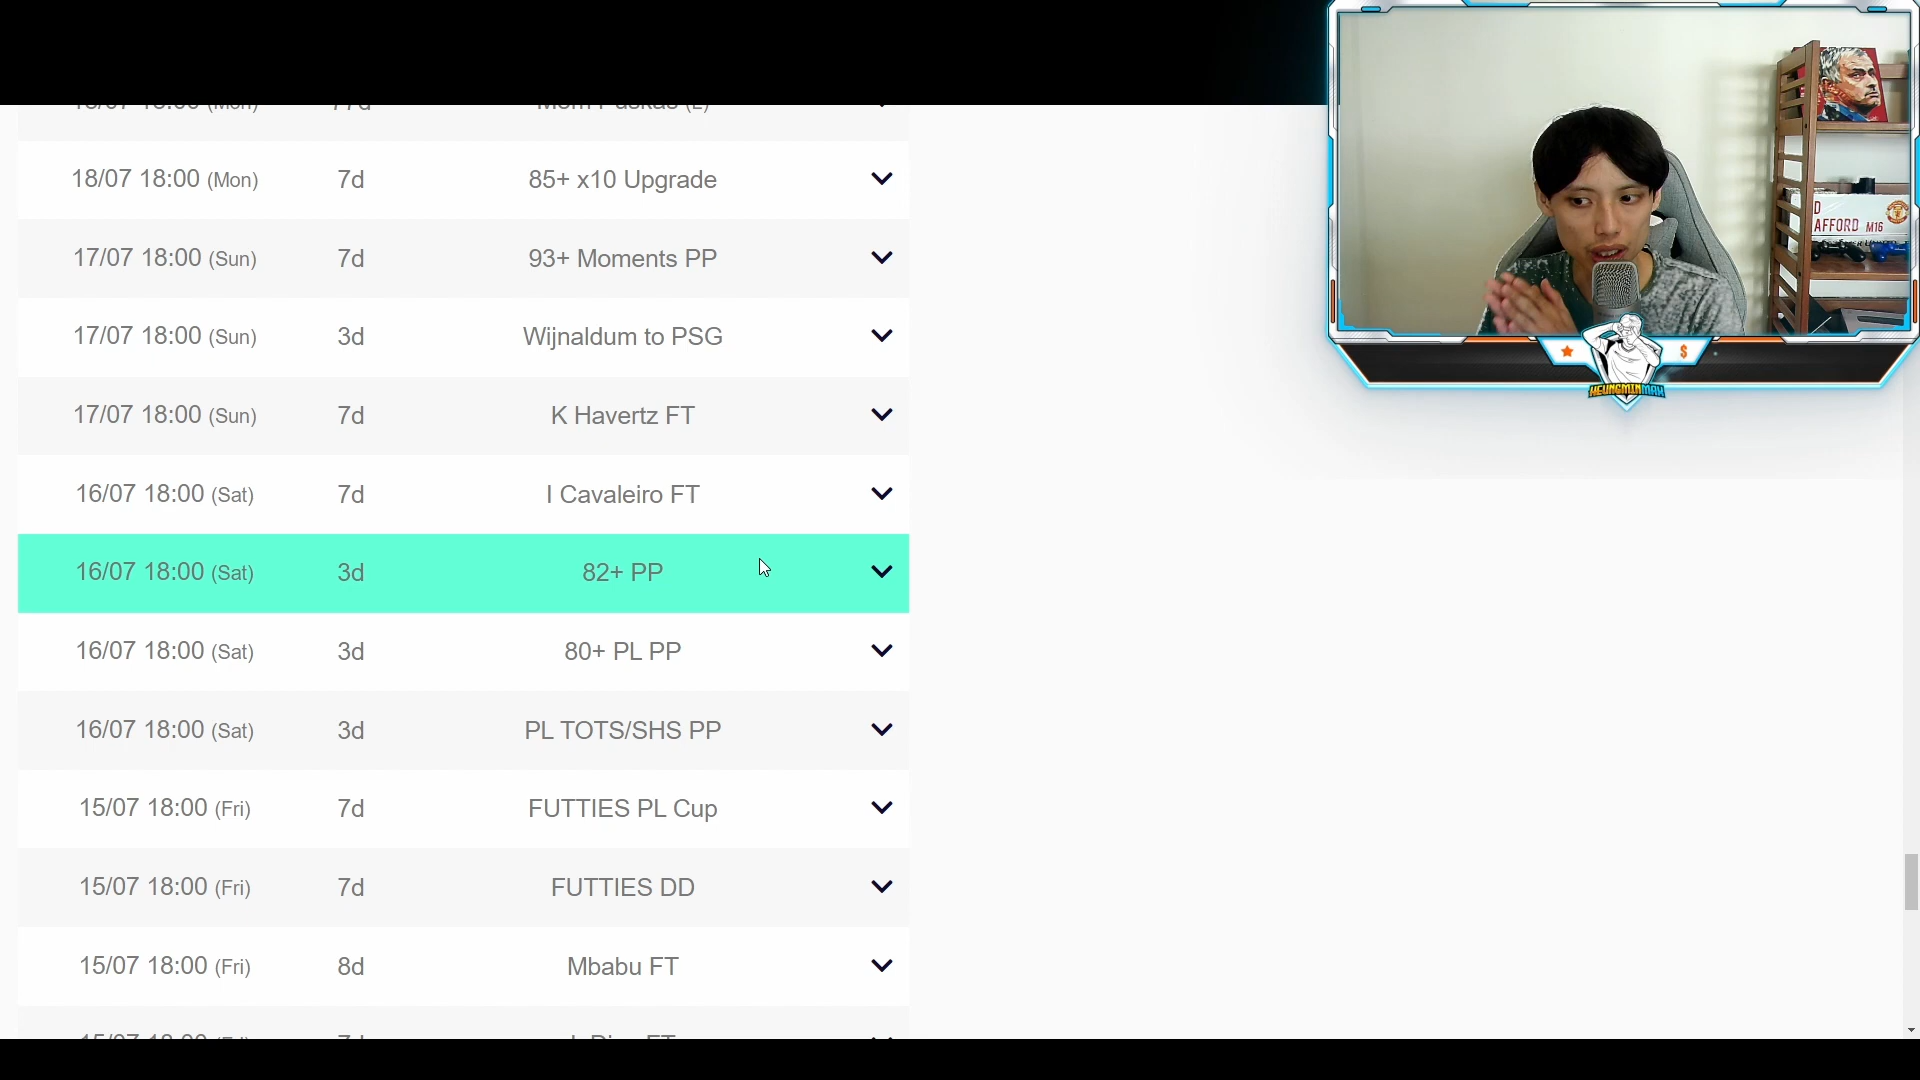 18/07 18:00 (Mon) 7d 85+ x10 Upgrade
17/07 18:00 (Sun) 7d 93+ Moments PP
17/07 18:00 (Sun) 3d Wijnaldum to PSG
17/07 18:00 (Sun) 7d K Havertz FT
16/07 18:00 (Sat) 7d I Cavaleiro FT
16/07 18:00 (Sat) 3d 82+ PP
16/07 18:00 (Sat) 3d 80+ PL PP
16/07 18:00 (Sat) 3d PL TOTS/SHS PP
15/07 18:00 (Fri) 7d FUTTIES PL Cup
15/07 18:00 (Fri) 7d FUTTIES DD
15/07 18:00 (Fri) 8d Mbabu FT
AFFORD M16
$
HEUNGMINMAX